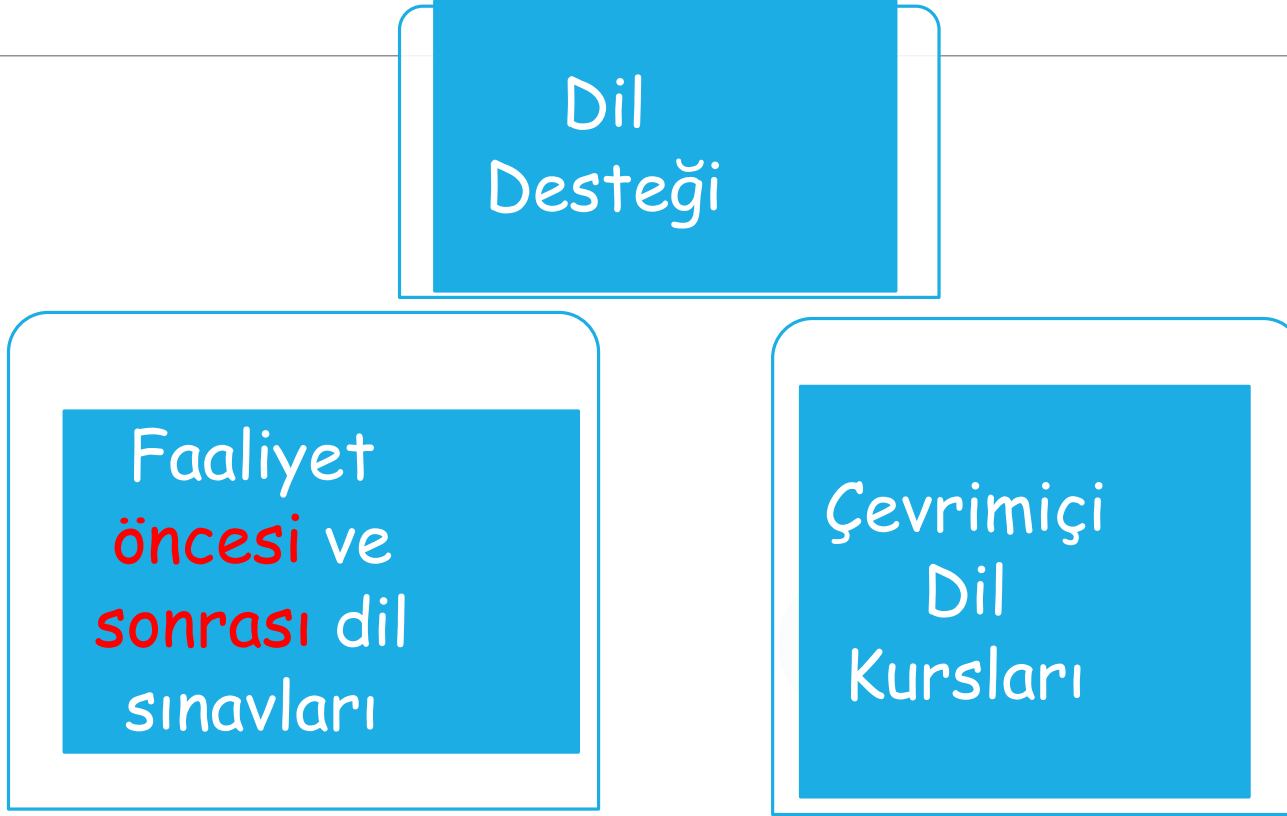 Dil
Desteği
Faaliyet
öncesi ve
sonrası dil
sınavları
Çevrimiçi
Dil
Kursları